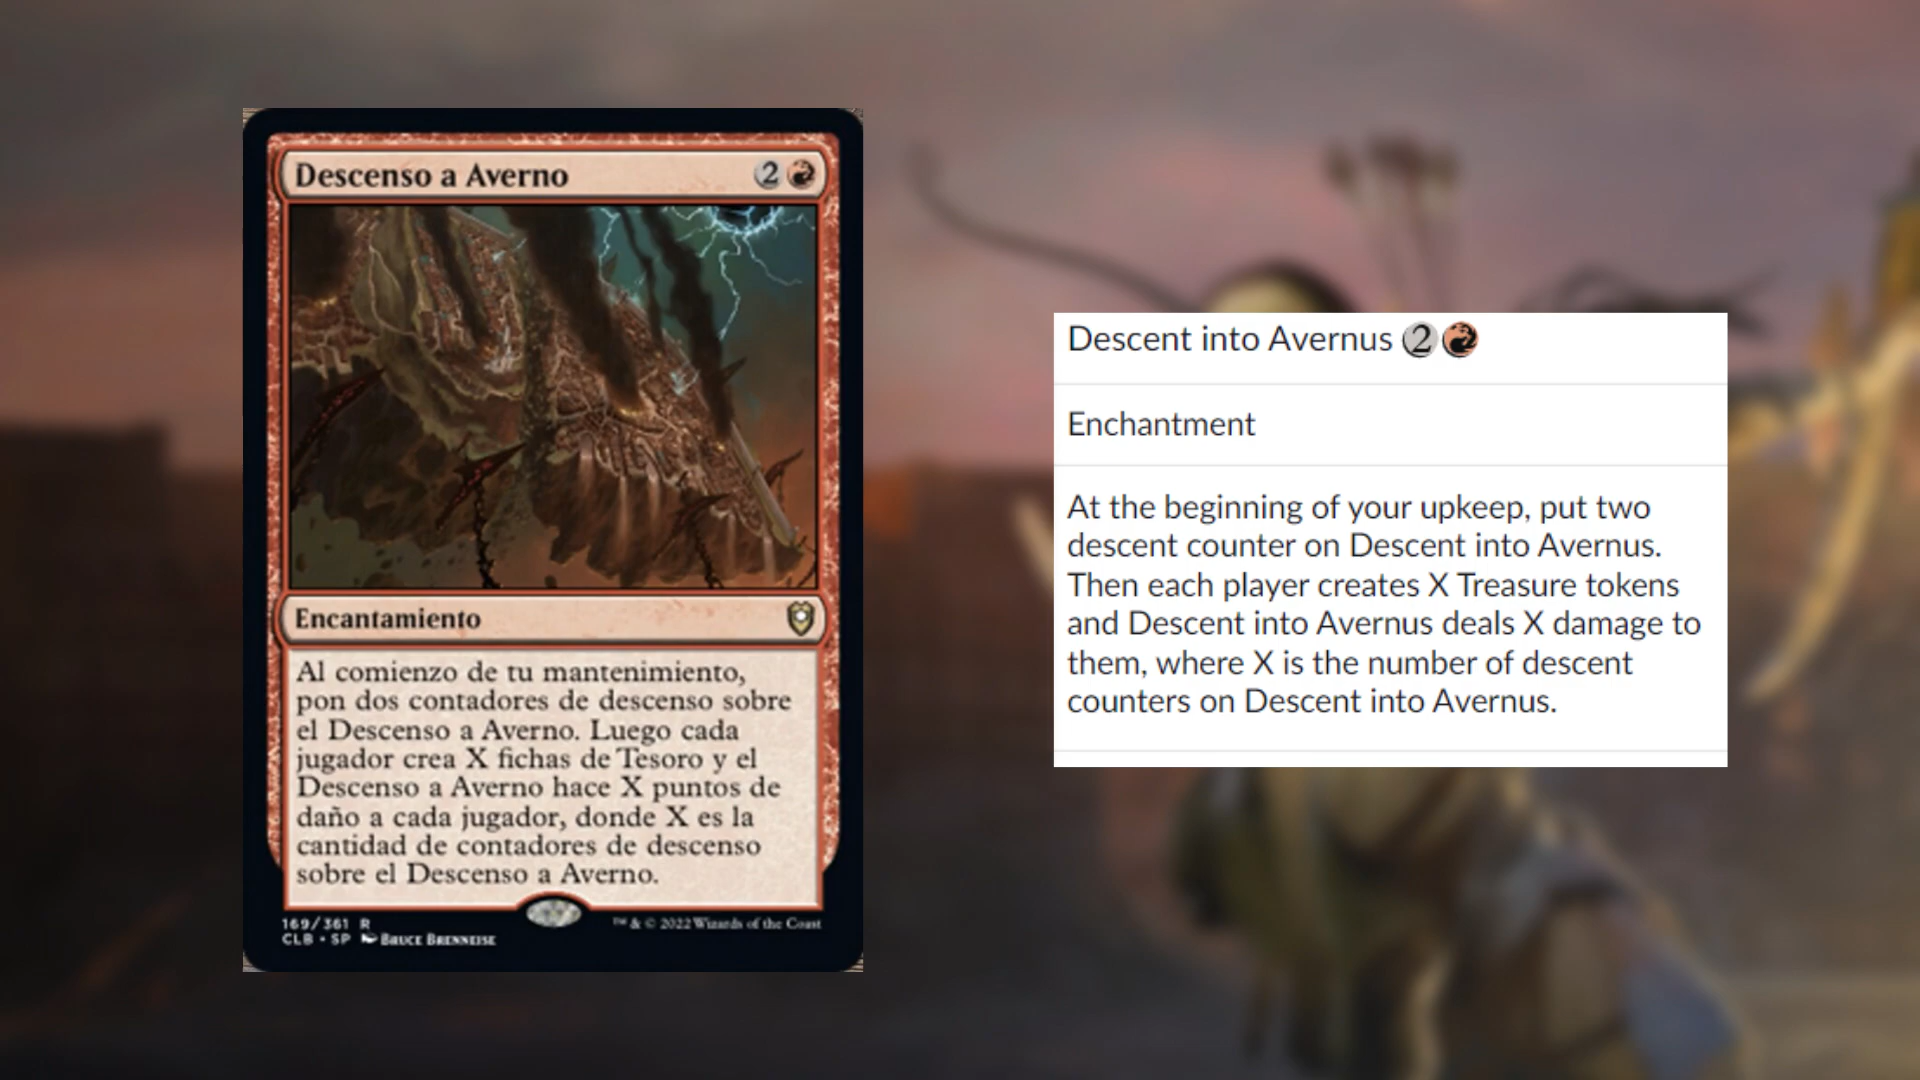 Descenso a Averno 2
Encantamiento
Al comienzo de tu mantenimiento,
pon dos contadores de descenso sobre
el Descenso a Averno. Luego cada
jugador crea X fichas de Tesoro y el
Descenso a Averno hace X puntos de
daño a cada jugador, donde X es la
cantidad de contadores de descenso
sobre el Descenso a Averno.
169/361 R
CLB • SP Bruce Brenneise
™ & © 2022 Wizards of the Coast
Descent into Avernus 2
Enchantment
At the beginning of your upkeep, put two
descent counter on Descent into Avernus.
Then each player creates X Treasure tokens
and Descent into Avernus deals X damage to
them, where X is the number of descent
counters on Descent into Avernus.